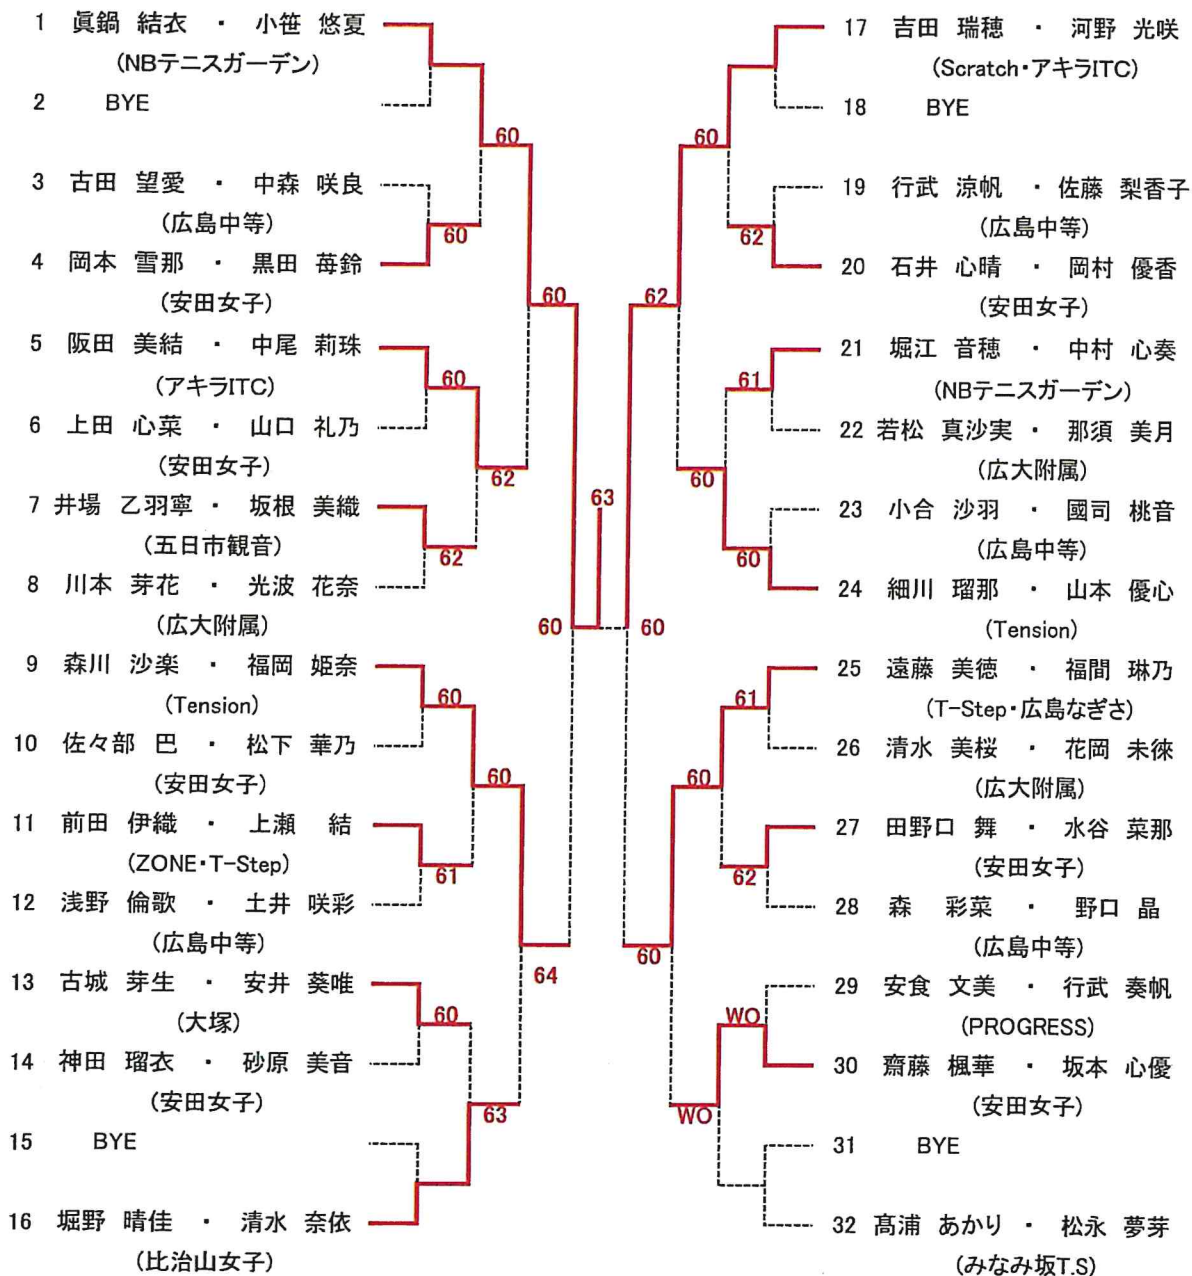 1 眞鍋 結衣 ・ 小笹 悠夏
(NBテニスガーデン)
2 BYE
60
3 古田 望愛 ・ 中森 咲良
(広島中等)
60
4 岡本 雪那 ・ 黒田 苺鈴
(安田女子)
60
5 阪田 美結 ・ 中尾 莉珠
(アキラITC)
60
6 上田 心菜 ・ 山口 礼乃
(安田女子)
62
7 井場 乙羽寧 ・ 坂根 美織
(五日市観音)
62
8 川本 芽花 ・ 光波 花奈
(広大附属)
60
9 森川 沙楽 ・ 福岡 姫奈
(Tension)
60
10 佐々部 巴 ・ 松下 華乃
(安田女子)
60
11 前田 伊織 ・ 上瀬 結
(ZONE・T-Step)
61
12 浅野 倫歌 ・ 土井 咲彩
(広島中等)
64
13 古城 芽生 ・ 安井 葵唯
(大塚)
60
14 神田 瑠衣 ・ 砂原 美音
(安田女子)
63
15 BYE
16 堀野 晴佳 ・ 清水 奈依
(比治山女子)
63
17 吉田 瑞穂 ・ 河野 光咲
(Scratch・アキラITC)
18 BYE
60
19 行武 涼帆 ・ 佐藤 梨香子
(広島中等)
62
20 石井 心晴 ・ 岡村 優香
(安田女子)
62
21 堀江 音穂 ・ 中村 心奏
(NBテニスガーデン)
61
22 若松 真沙実 ・ 那須 美月
(広大附属)
60
23 小合 沙羽 ・ 國司 桃音
(広島中等)
60
24 細川 瑠那 ・ 山本 優心
(Tension)
60
25 遠藤 美徳 ・ 福間 琳乃
(T-Step・広島なぎさ)
61
26 清水 美桜 ・ 花岡 未徠
(広大附属)
60
27 田野口 舞 ・ 水谷 菜那
(安田女子)
62
28 森 彩菜 ・ 野口 晶
(広島中等)
60
29 安食 文美 ・ 行武 奏帆
(PROGRESS)
WO
30 齋藤 楓華 ・ 坂本 心優
(安田女子)
WO
31 BYE
32 髙浦 あかり ・ 松永 夢芽
(みなみ坂T.S)